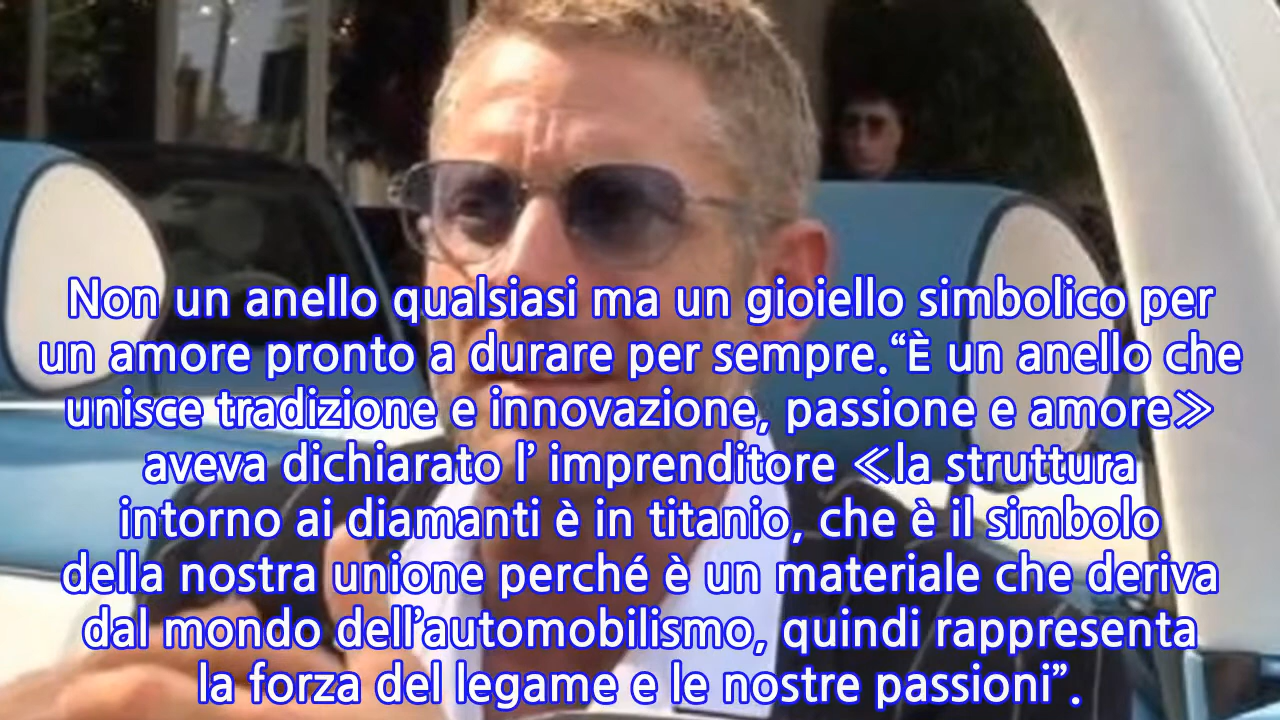 Non un anello qualsiasi ma un gioiello simbolico per
un amore pronto a durare per sempre.“È un anello che
unisce tradizione e innovazione, passione e amore≫
aveva dichiarato l’ imprenditore ≪la struttura
intorno ai diamanti è in titanio, che è il simbolo
della nostra unione perché è un materiale che deriva
dal mondo dell’automobilismo, quindi rappresenta
la forza del legame e le nostre passioni”.